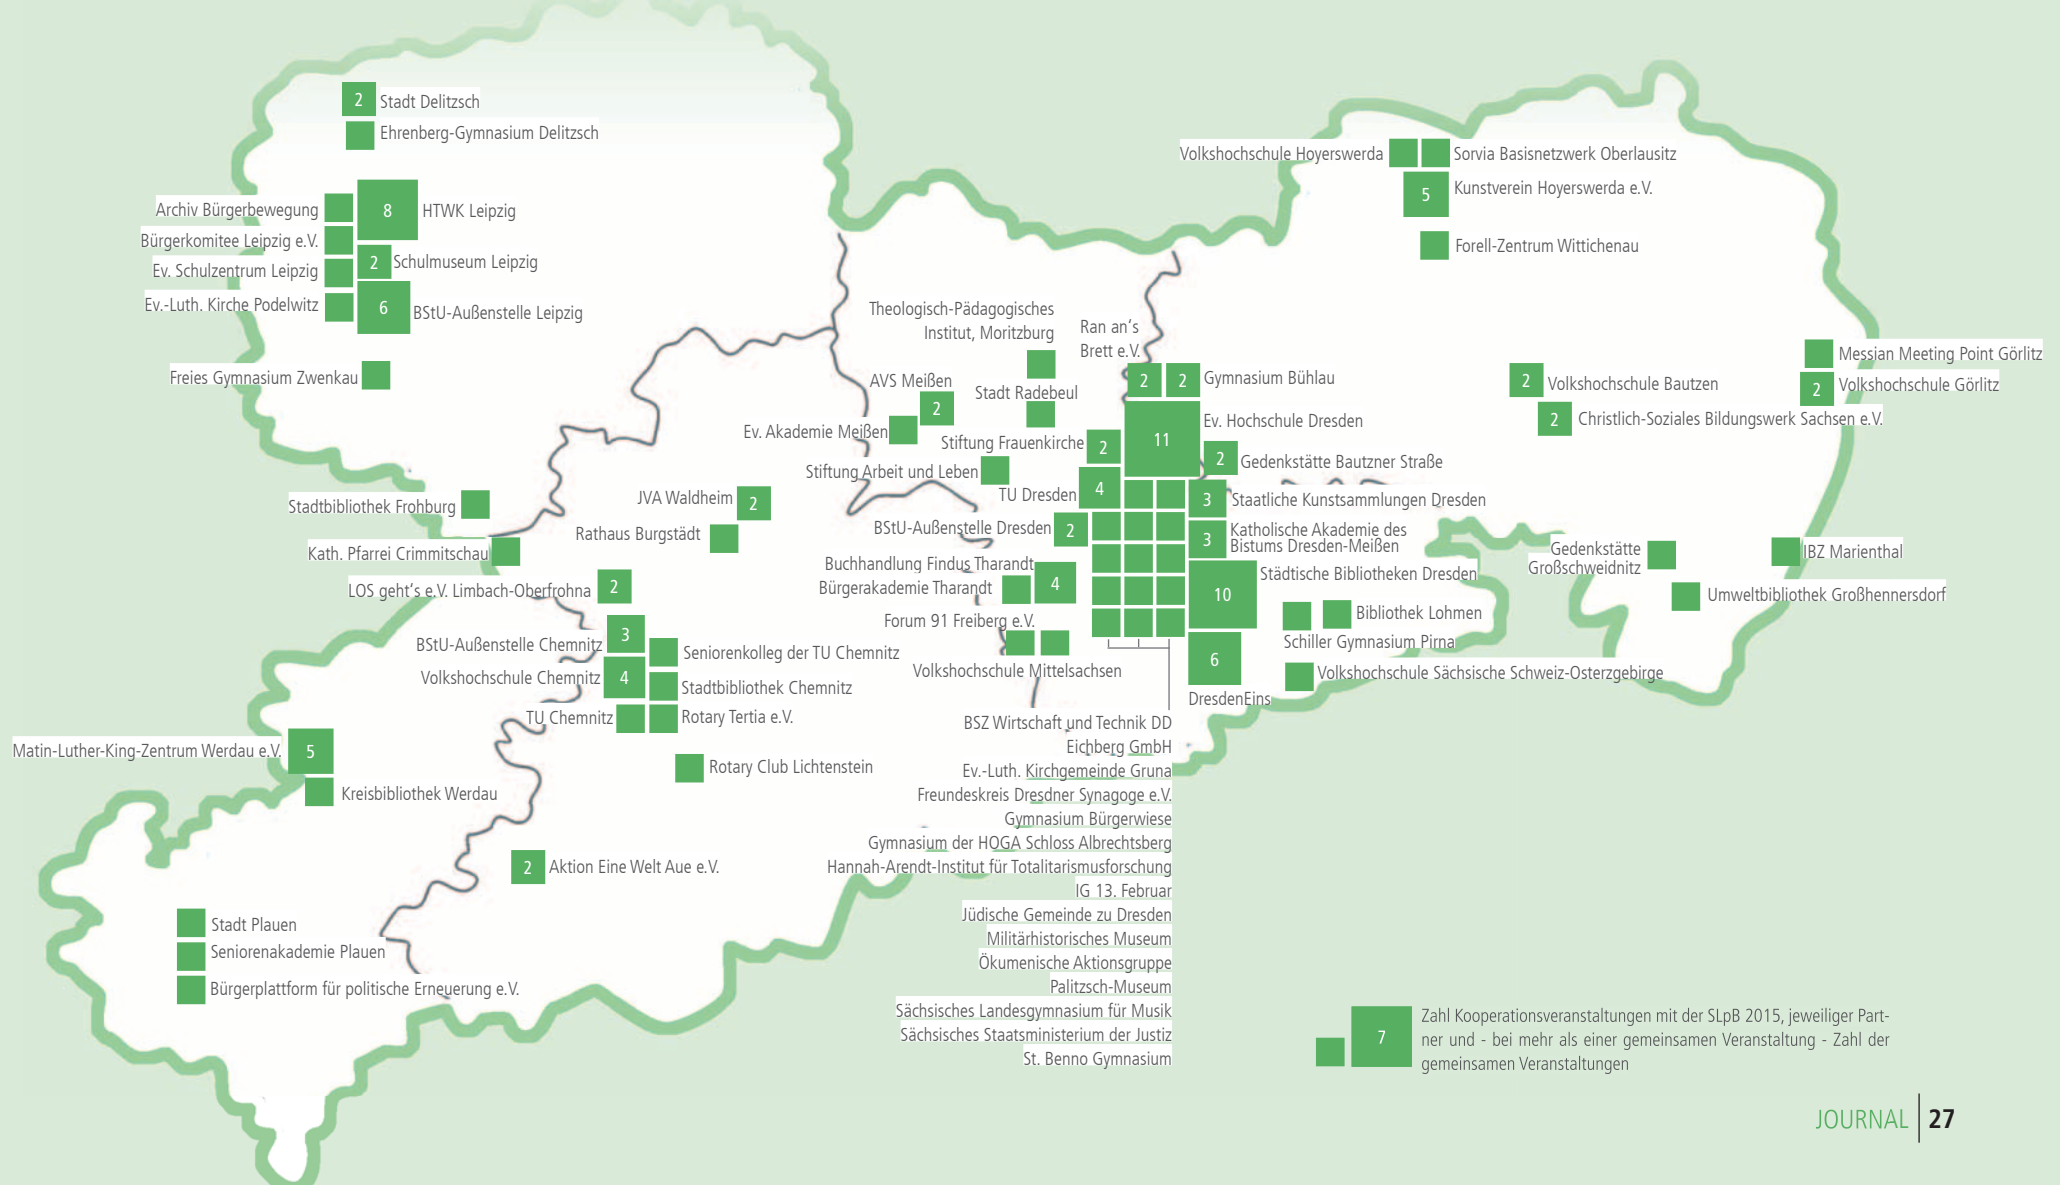 2 Stadt Delitzsch
Ehrenberg-Gymnasium Delitzsch
Archiv Bürgerbewegung
8 HTWK Leipzig
Bürgerkomitee Leipzig e.V.
2 Schulmuseum Leipzig
Ev. Schulzentrum Leipzig
Ev.-Luth. Kirche Podelwitz
6 BStU-Außenstelle Leipzig
Freies Gymnasium Zwenkau
Stadtbibliothek Frohburg
Kath. Pfarrei Crimmitschau
LOS geht‘s e.V. Limbach-Oberfrohna 2
JVA Waldheim 2
Rathaus Burgstädt
BStU-Außenstelle Chemnitz 3
Seniorenkolleg der TU Chemnitz
Volkshochschule Chemnitz 4
Stadtbibliothek Chemnitz
TU Chemnitz
Rotary Tertia e.V.
Rotary Club Lichtenstein
Matin-Luther-King-Zentrum Werdau e.V. 5
Kreisbibliothek Werdau
2 Aktion Eine Welt Aue e.V.
Stadt Plauen
Seniorenakademie Plauen
Bürgerplattform für politische Erneuerung e.V.
Theologisch-Pädagogisches
Institut, Moritzburg
Ran an‘s
Brett e.V.
2
2 Gymnasium Bühlau
AVS Meißen
2
Stadt Radebeul
Ev. Akademie Meißen
11 Ev. Hochschule Dresden
Stiftung Frauenkirche 2
2 Gedenkstätte Bautzner Straße
Stiftung Arbeit und Leben
TU Dresden 4
3 Staatliche Kunstsammlungen Dresden
BStU-Außenstelle Dresden 2
3 Katholische Akademie des
Bistums Dresden-Meißen
Buchhandlung Findus Tharandt
4
Bürgerakademie Tharandt
10 Städtische Bibliotheken Dresden
Forum 91 Freiberg e.V.
Volkshochschule Mittelsachsen
6
DresdenEins
BSZ Wirtschaft und Technik DD
Eichberg GmbH
Ev.-Luth. Kirchgemeinde Gruna
Freundeskreis Dresdner Synagoge e.V.
Gymnasium Bürgerwiese
Gymnasium der HOGA Schloss Albrechtsberg
Hannah-Arendt-Institut für Totalitarismusforschung
IG 13. Februar
Jüdische Gemeinde zu Dresden
Militärhistorisches Museum
Ökumenische Aktionsgruppe
Palitzsch-Museum
Sächsisches Landesgymnasium für Musik
Sächsisches Staatsministerium der Justiz
St. Benno Gymnasium
Volkshochschule Hoyerswerda
Sorvia Basisnetzwerk Oberlausitz
5 Kunstverein Hoyerswerda e.V.
Forell-Zentrum Wittichenau
Messian Meeting Point Görlitz
2 Volkshochschule Bautzen
2 Volkshochschule Görlitz
2 Christlich-Soziales Bildungswerk Sachsen e.V.
Gedenkstätte
Großschweidnitz
IBZ Marienthal
Umweltbibliothek Großhennersdorf
Bibliothek Lohmen
Schiller Gymnasium Pirna
Volkshochschule Sächsische Schweiz-Osterzgebirge
7
Zahl Kooperationsveranstaltungen mit der SLpB 2015, jeweiliger Part-
ner und - bei mehr als einer gemeinsamen Veranstaltung - Zahl der
gemeinsamen Veranstaltungen
JOURNAL 27